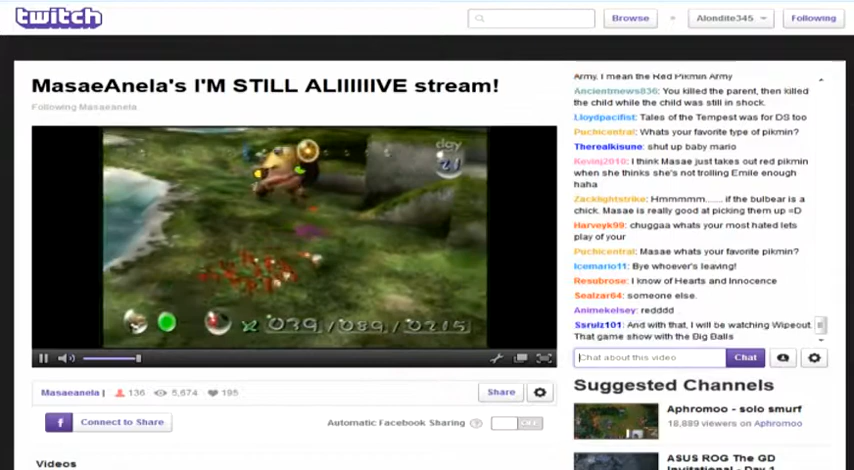 twitch
Browse
Alondite345
Following
MasaeAnela's I'M STILL ALIIIIIIVE stream!
Following Masaeanela
day
21
x 039/089/0215
Masaeanela |
136
5,674
195
Share
Connect to Share
Automatic Facebook Sharing
OFF
Videos
Army, I mean the Red Pikmin Army
Ancientmews836: You killed the parent, then killed
the child while the child was still in shock.
Lloydpacifist: Tales of the Tempest was for DS too
Puchicentral: Whats your favorite type of pikmin?
Therealkisune: shut up baby mario
Kevinj2010: I think Masae just takes out red pikmin
when she thinks she's not trolling Emile enough
haha
Zacklightstrike: Hmmmmm....... if the bulbear is a
chick. Masae is really good at picking them up =D
Harveyk99: chuggaa whats your most hated lets
play of your
Puchicentral: Masae whats your favorite pikmin?
Icemario11: Bye whoever's leaving!
Resubrose: I know of Hearts and Innocence
Sealzar64: someone else.
Animekelsey: redddd
Ssrulz101: And with that, I will be watching Wipeout.
That game show with the Big Balls
Chat about this video
Chat
Suggested Channels
Aphromoo - solo smurf
18,889 viewers on Aphromoo
ASUS ROG The GD
Invitational - Day 1